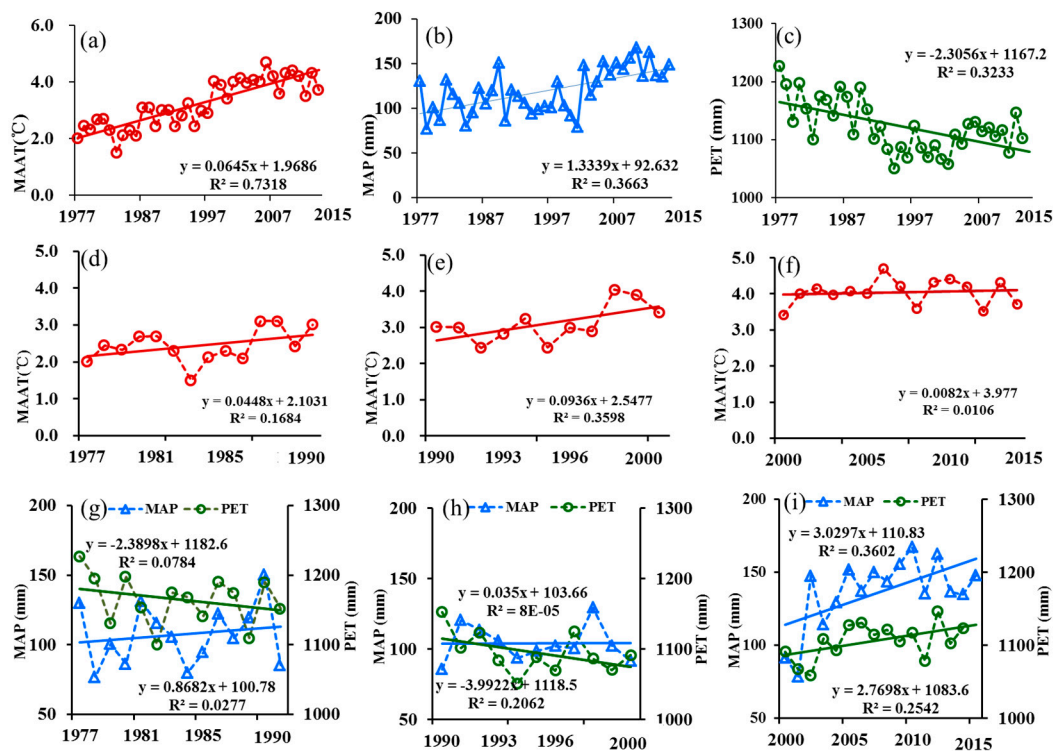 (a)
MAAT(℃)
6.0
4.0
2.0
0.0
y = 0.0645x + 1.9686
R² = 0.7318
1977 1987 1997 2007 2015
(b)
MAP (mm)
200
150
100
50
0
y = 1.3339x + 92.632
R² = 0.3663
1977 1987 1997 2007 2015
(c)
PET (mm)
1300
1200
1100
1000
y = -2.3056x + 1167.2
R² = 0.3233
1977 1987 1997 2007 2015
(d)
MAAT(℃)
5.0
4.0
3.0
2.0
1.0
0.0
y = 0.0448x + 2.1031
R² = 0.1684
1977 1981 1985 1990
(e)
MAAT(℃)
5.0
4.0
3.0
2.0
1.0
0.0
y = 0.0936x + 2.5477
R² = 0.3598
1990 1993 1996 2000
(f)
MAAT(℃)
5.0
4.0
3.0
2.0
1.0
0.0
y = 0.0082x + 3.977
R² = 0.0106
2000 2005 2010 2015
(g)
MAP PET
MAP (mm)
200
150
100
50
y = -2.3898x + 1182.6
R² = 0.0784
y = 0.8682x + 100.78
R² = 0.0277
1300
1200
1100
1000
PET (mm)
1977 1981 1985 1990
(h)
MAP PET
MAP (mm)
200
150
100
50
y = 0.035x + 103.66
R² = 8E-05
y = -3.9922x + 1118.5
R² = 0.2062
1300
1200
1100
1000
PET (mm)
1990 1993 1996 2000
(i)
MAP PET
MAP (mm)
200
150
100
50
y = 3.0297x + 110.83
R² = 0.3602
y = 2.7698x + 1083.6
R² = 0.2542
1300
1200
1100
1000
PET (mm)
2000 2005 2010 2015